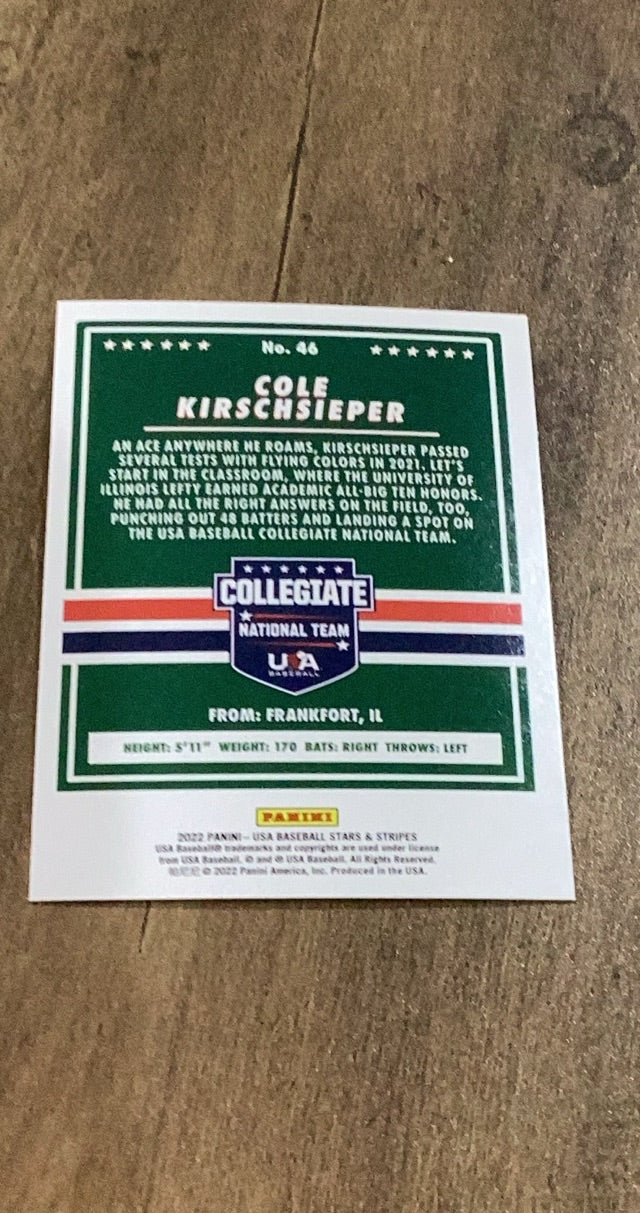 ★★★★★★ No. 46 ★★★★★★
COLE
KIRSCHSIEPER
AN ACE ANYWHERE HE ROAMS, KIRSCHSIEPER PASSED
SEVERAL TESTS WITH FLYING COLORS IN 2021. LET'S
START IN THE CLASSROOM, WHERE THE UNIVERSITY OF
ILLINOIS LEFTY EARNED ACADEMIC ALL-BIG TEN HONORS.
HE HAD ALL THE RIGHT ANSWERS ON THE FIELD, TOO,
PUNCHING OUT 48 BATTERS AND LANDING A SPOT ON
THE USA BASEBALL COLLEGIATE NATIONAL TEAM.
COLLEGIATE
NATIONAL TEAM
USA
BASEBALL
FROM: FRANKFORT, IL
HEIGHT: 5'11" WEIGHT: 170 BATS: RIGHT THROWS: LEFT
PANINI
2022 PANINI – USA BASEBALL STARS & STRIPES
USA Baseball® trademarks and copyrights are used under license
from USA Baseball. © and ® USA Baseball. All Rights Reserved.
帕尼尼 © 2022 Panini America, Inc. Produced in the USA.